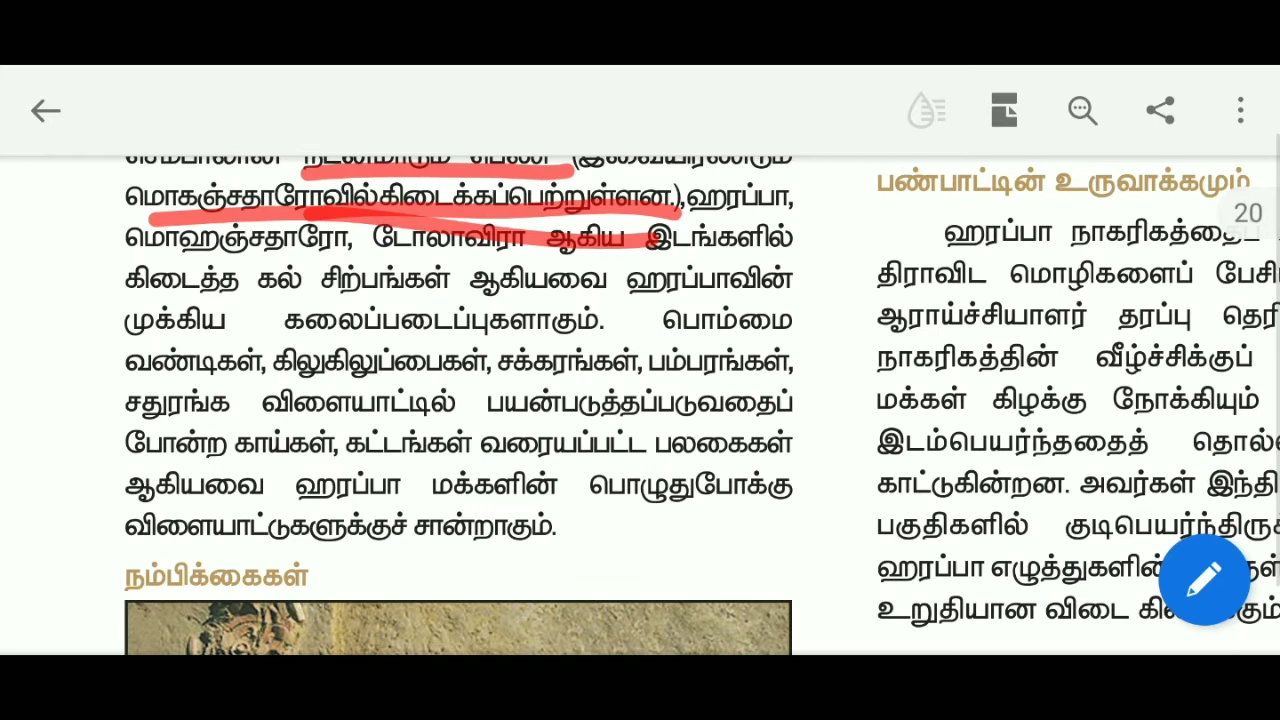 செம்பாலான நடனமாடும் பெண் (இவையிரண்டும்
மொகஞ்சதாரோவில்கிடைக்கப்பெற்றுள்ளன),ஹரப்பா,
மொஹஞ்சதாரோ, டோலாவிரா ஆகிய இடங்களில்
கிடைத்த கல் சிற்பங்கள் ஆகியவை ஹரப்பாவின்
முக்கிய கலைப்படைப்புகளாகும். பொம்மை
வண்டிகள், கிலுகிலுப்பைகள், சக்கரங்கள், பம்பரங்கள்,
சதுரங்க விளையாட்டில் பயன்படுத்தப்படுவதைப்
போன்ற காய்கள், கட்டங்கள் வரையப்பட்ட பலகைகள்
ஆகியவை ஹரப்பா மக்களின் பொழுதுபோக்கு
விளையாட்டுகளுக்குச் சான்றாகும்.
நம்பிக்கைகள்
பண்பாட்டின் உருவாக்கமும்
20
ஹரப்பா நாகரிகத்தைப்
திராவிட மொழிகளைப்
ஆராய்ச்சியாளர் தரப்பு
நாகரிகத்தின் வீழ்ச்சிக்குப்
மக்கள் கிழக்கு நோக்கியும்
இடம்பெயர்ந்ததைத்
காட்டுகின்றன. அவர்கள்
பகுதிகளில்
ஹரப்பா
உறுதியான விடை